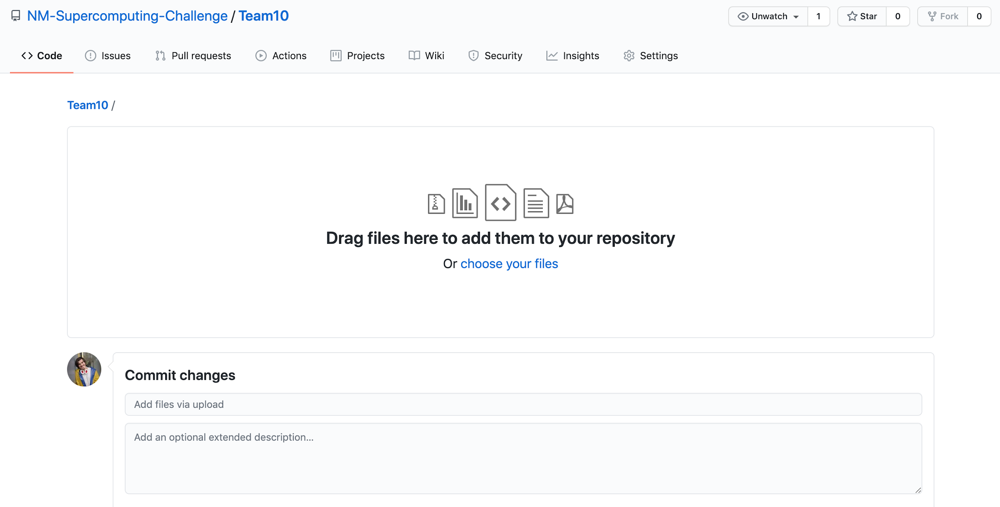 NM-Supercomputing-Challenge / Team10
Unwatch 1 Star 0 Fork 0
Code Issues Pull requests Actions Projects Wiki Security Insights Settings
Team10 /
Drag files here to add them to your repository
Or choose your files
Commit changes
Add files via upload
Add an optional extended description...